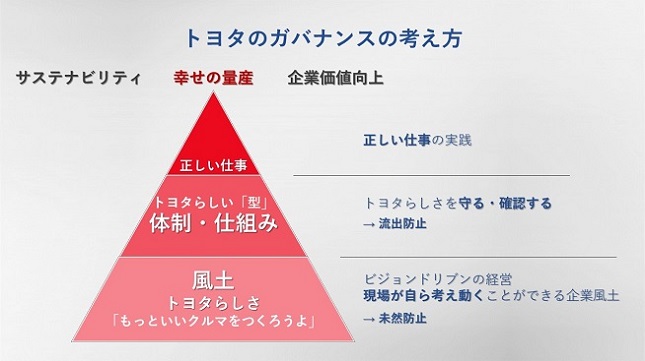 トヨタのガバナンスの考え方
サステナビリティ 幸せの量産 企業価値向上
正しい仕事
正しい仕事の実践
トヨタらしい「型」
体制・仕組み
トヨタらしさを守る・確認する
→ 流出防止
風土
トヨタらしさ
「もっといいクルマをつくろうよ」
ビジョンドリブンの経営
現場が自ら考え動くことができる企業風土
→ 未然防止